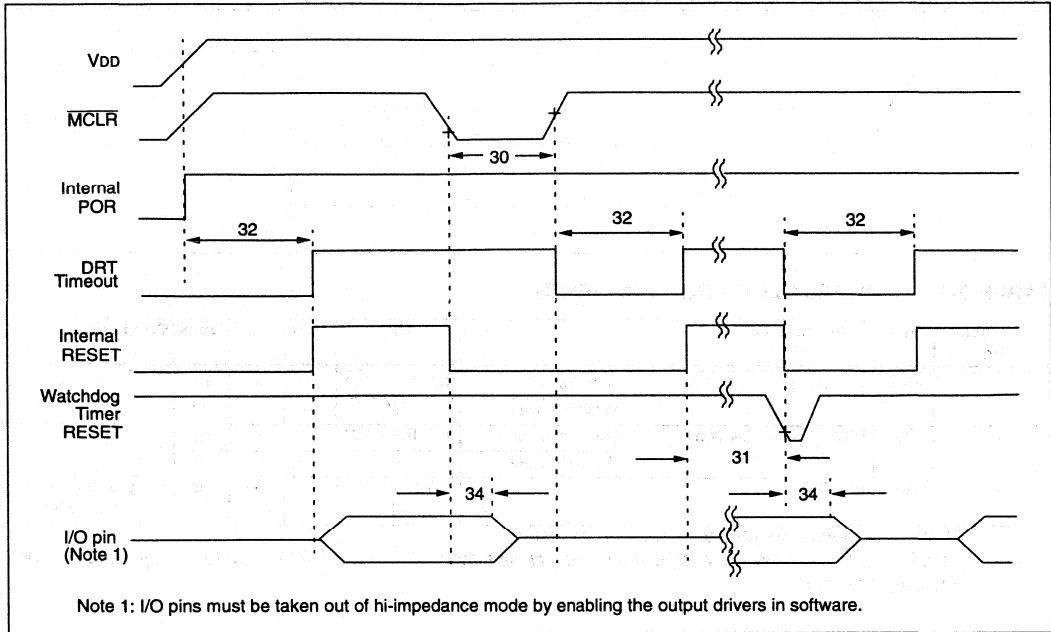 VDD
MCLR
30
Internal
POR
32
32
32
DRT
Timeout
Internal
RESET
Watchdog
Timer
RESET
31
34
34
I/O pin
(Note 1)
Note 1: I/O pins must be taken out of hi-impedance mode by enabling the output drivers in software.